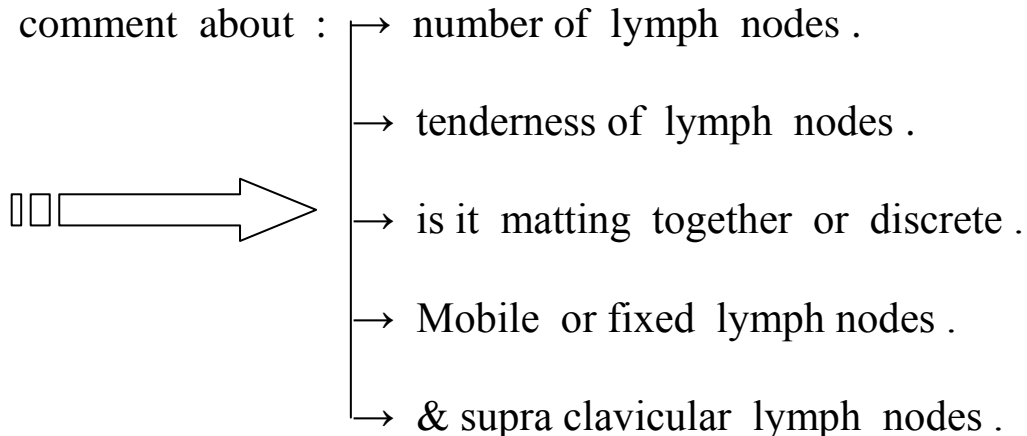 comment about : → number of lymph nodes .
→ tenderness of lymph nodes .
→ is it matting together or discrete .
→ Mobile or fixed lymph nodes .
→ & supra clavicular lymph nodes .